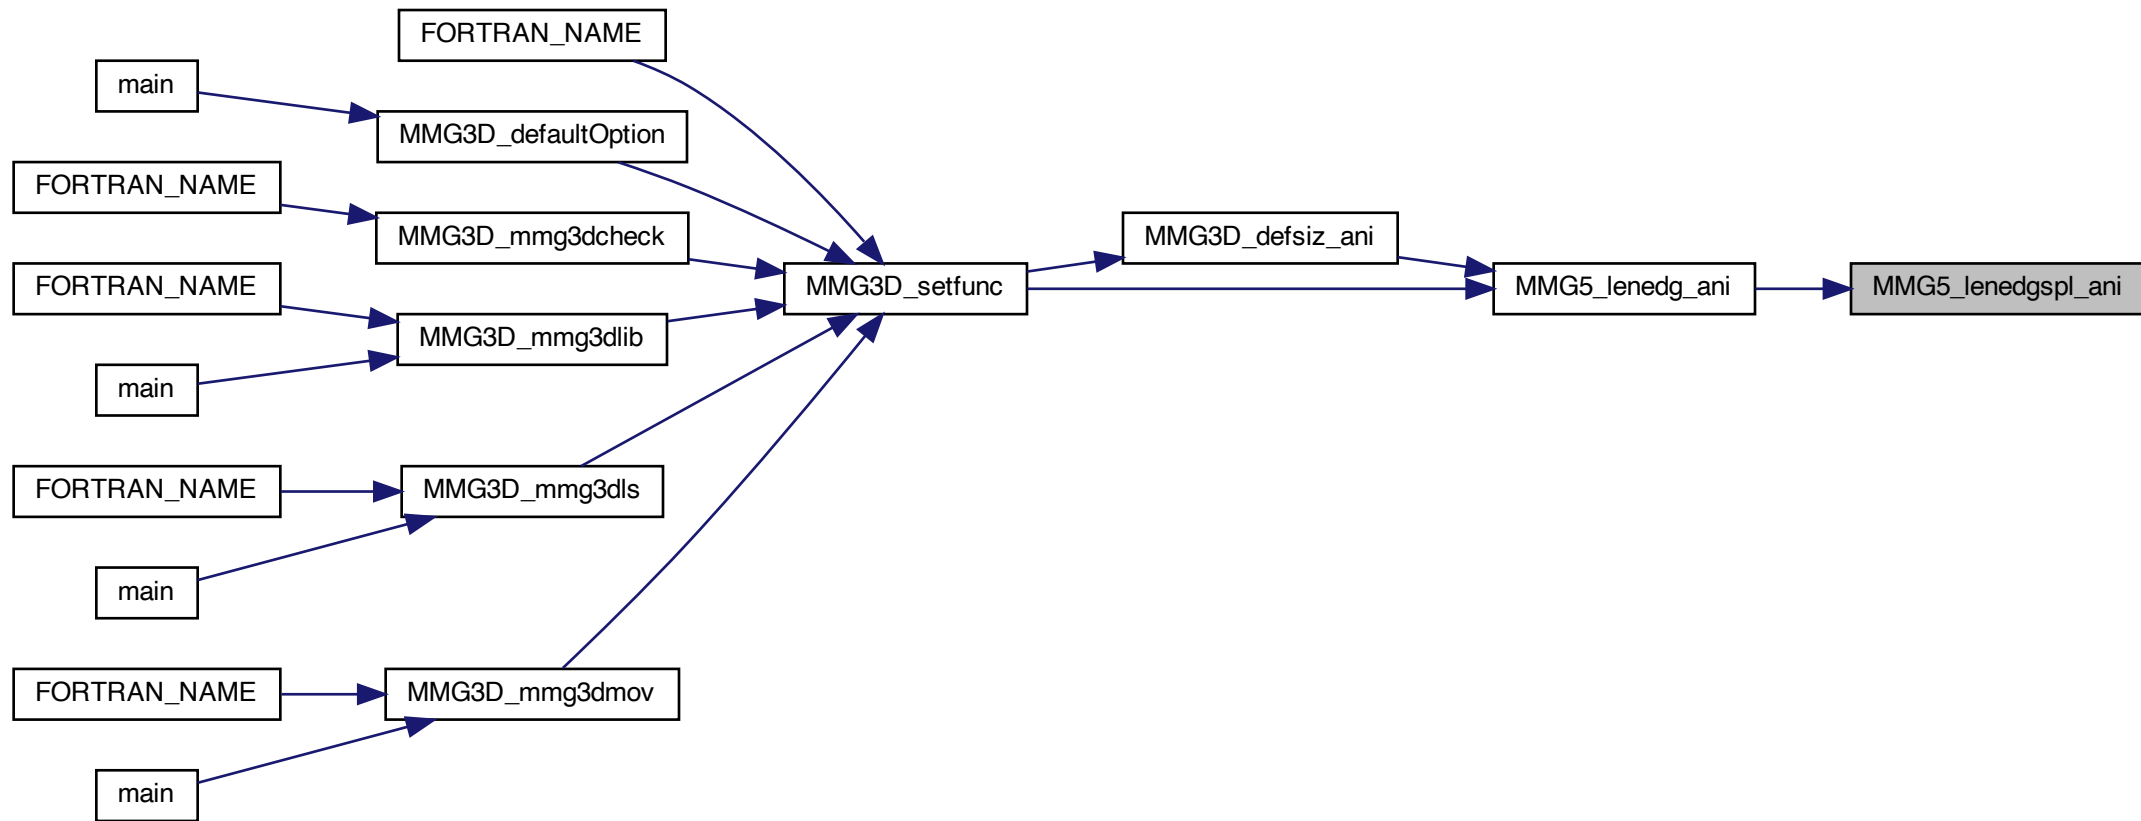 FORTRAN_NAME
main
MMG3D_defaultOption
FORTRAN_NAME
MMG3D_mmg3dcheck
MMG3D_defsiz_ani
FORTRAN_NAME
MMG3D_setfunc
MMG5_lenedg_ani
MMG5_lenedgspl_ani
MMG3D_mmg3dlib
main
FORTRAN_NAME
MMG3D_mmg3dls
main
FORTRAN_NAME
MMG3D_mmg3dmov
main